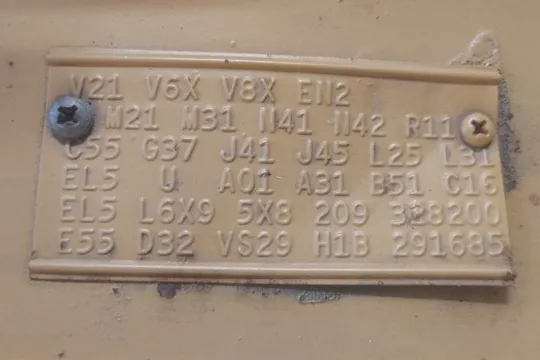 V21 V6X V8X EN2
M21 M31 N41 N42 R11
C55 G37 J41 J45 L25 L31
EL5 U A01 A31 B51 C16
EL5 L6X9 5X8 209 328200
E55 D32 VS29 H1B 291685